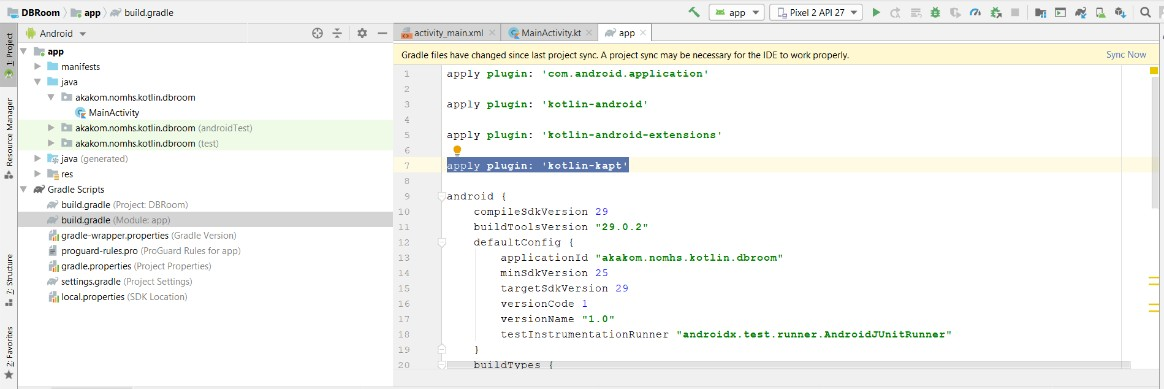 DBRoom app build.gradle
app
Pixel 2 API 27
Android
activity_main.xml
MainActivity.kt
app
1: Project
Resource Manager
7: Structure
2: Favorites
app
manifests
java
akakom.nomhs.kotlin.dbroom
MainActivity
akakom.nomhs.kotlin.dbroom (androidTest)
akakom.nomhs.kotlin.dbroom (test)
java (generated)
res
Gradle Scripts
build.gradle (Project: DBRoom)
build.gradle (Module: app)
gradle-wrapper.properties (Gradle Version)
proguard-rules.pro (ProGuard Rules for app)
gradle.properties (Project Properties)
settings.gradle (Project Settings)
local.properties (SDK Location)
Gradle files have changed since last project sync. A project sync may be necessary for the IDE to work properly.
Sync Now
1 apply plugin: 'com.android.application'
2
3 apply plugin: 'kotlin-android'
4
5 apply plugin: 'kotlin-android-extensions'
6
7 apply plugin: 'kotlin-kapt'
8
9 android {
10 compileSdkVersion 29
11 buildToolsVersion "29.0.2"
12 defaultConfig {
13 applicationId "akakom.nomhs.kotlin.dbroom"
14 minSdkVersion 25
15 targetSdkVersion 29
16 versionCode 1
17 versionName "1.0"
18 testInstrumentationRunner "androidx.test.runner.AndroidJUnitRunner"
19 }
20 buildTypes {